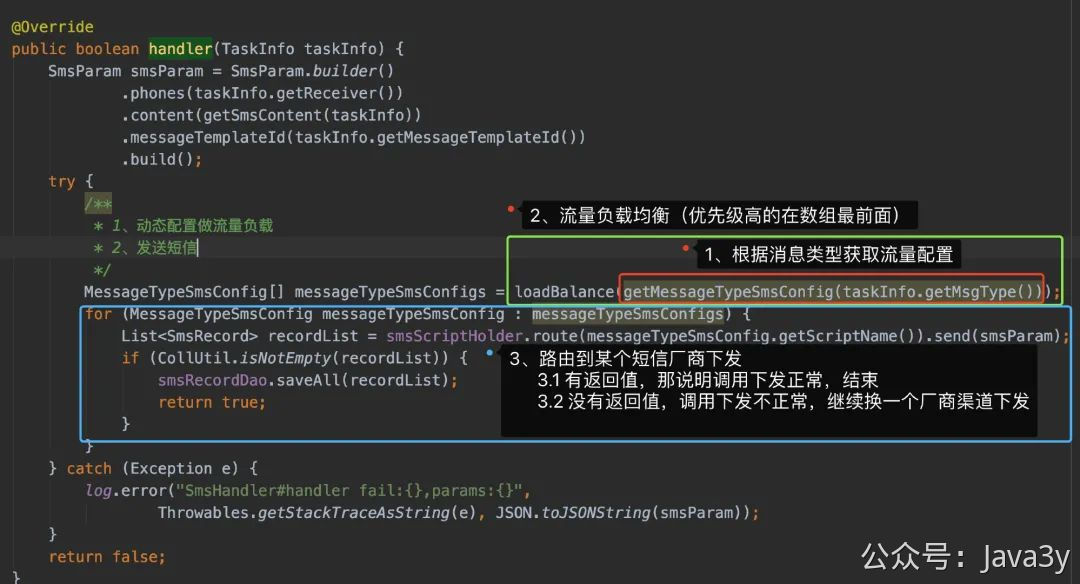 @Override
public boolean handler(TaskInfo taskInfo) {
SmsParam smsParam = SmsParam.builder()
.phones(taskInfo.getReceiver())
.content(getSmsContent(taskInfo))
.messageTemplateId(taskInfo.getMessageTemplateId())
.build();
try {
/**
* 1、动态配置做流量负载
2、流量负载均衡（优先级高的在数组最前面）
* 2、发送短信
1、根据消息类型获取流量配置
*/
MessageTypeSmsConfig[] messageTypeSmsConfigs = loadBalance(getMessageTypeSmsConfig(taskInfo.getMsgType()));
for (MessageTypeSmsConfig messageTypeSmsConfig : messageTypeSmsConfigs) {
List<SmsRecord> recordList = smsScriptHolder.route(messageTypeSmsConfig.getScriptName()).send(smsParam);
if (CollUtil.isNotEmpty(recordList)) {
3、路由到某个短信厂商下发
smsRecordDao.saveAll(recordList);
3.1 有返回值，那说明调用下发正常，结束
return true;
3.2 没有返回值，调用下发不正常，继续换一个厂商渠道下发
}
}
} catch (Exception e) {
log.error("SmsHandler#handler fail:{},params:{}",
Throwables.getStackTraceAsString(e), JSON.toJSONString(smsParam));
}
return false;
}
公众号：Java3y